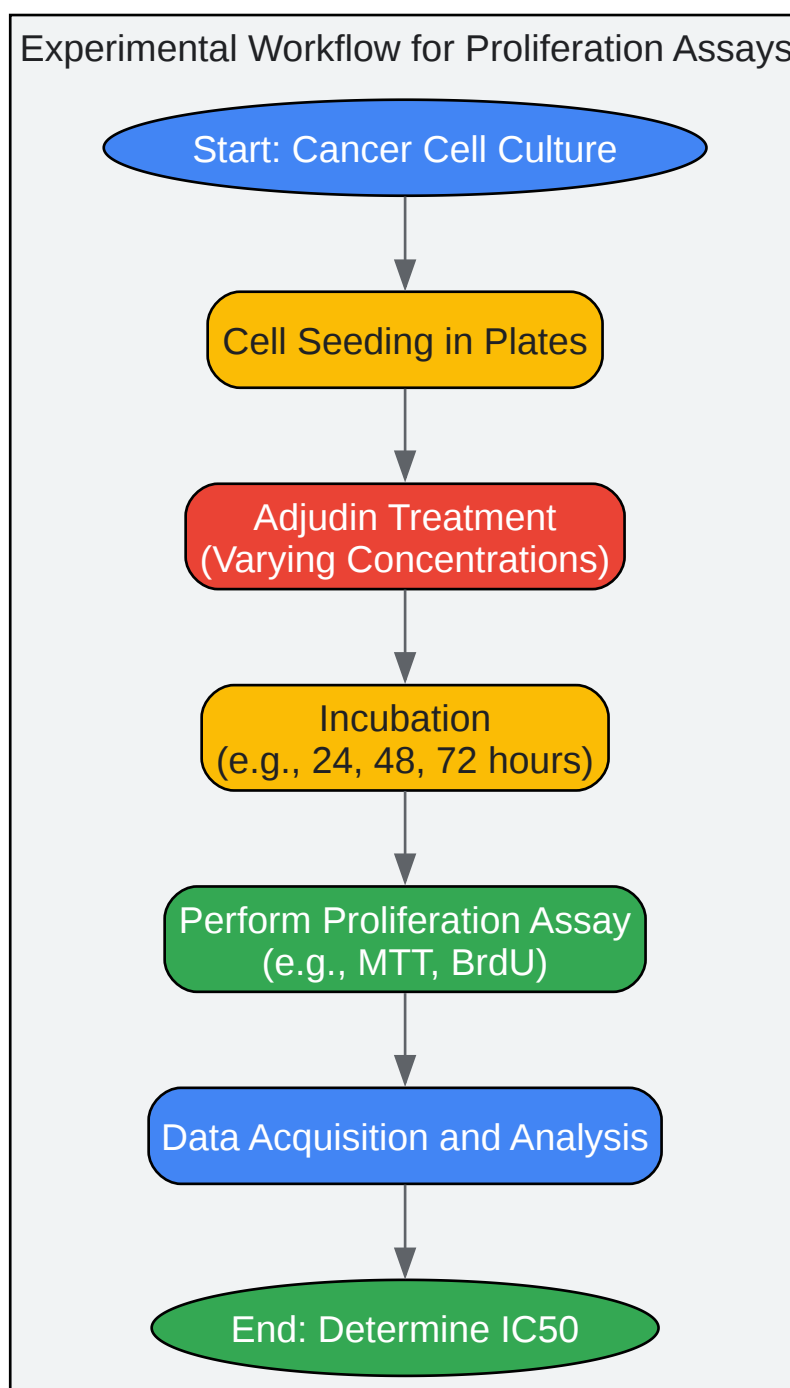 Experimental Workflow for Proliferation Assays
Start: Cancer Cell Culture
Cell Seeding in Plates
Adjudin Treatment
(Varying Concentrations)
Incubation
(e.g., 24, 48, 72 hours)
Perform Proliferation Assay
(e.g., MTT, BrdU)
Data Acquisition and Analysis
End: Determine IC50